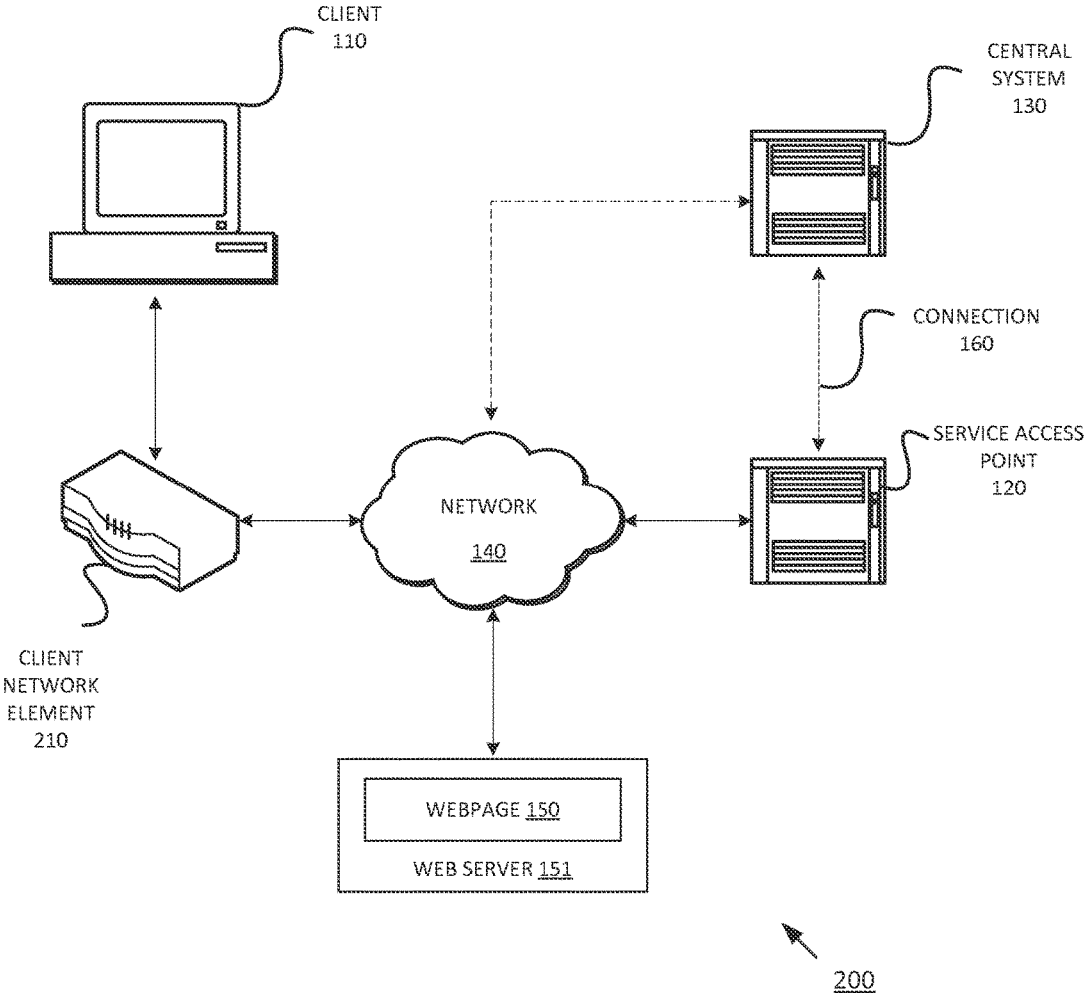 CLIENT
110
CENTRAL
SYSTEM
130
CONNECTION
160
SERVICE ACCESS
POINT
120
NETWORK
140
CLIENT
NETWORK
ELEMENT
210
WEBPAGE 150
WEB SERVER 151
200